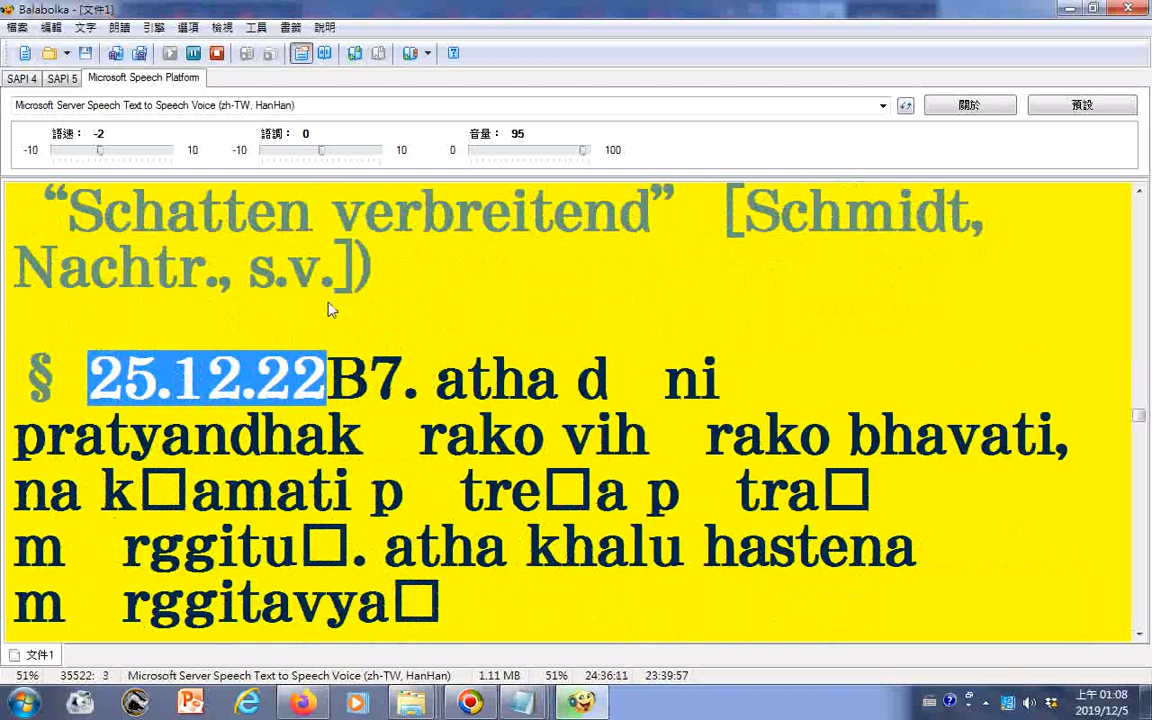 Balabolka - [文件1]
檔案 編輯 文字 朗讀 引擎 選項 檢視 工具 書籤 說明
SAPI 4 SAPI 5 Microsoft Speech Platform
Microsoft Server Speech Text to Speech Voice (zh-TW, HanHan) 關於 預設
語速： -2 語調： 0 音量： 95
-10 10 -10 10 0 100
“Schatten verbreitend” [Schmidt,
Nachtr., s.v.])
§ 25.12.22B7. atha d ni
pratyandhak rako vih rako bhavati,
na k□amati p tre□a p tra□
m rggitu□. atha khalu hastena
m rggitavya□
文件1
51% 35522: 3 Microsoft Server Speech Text to Speech Voice (zh-TW, HanHan) 1.11 MB 51% 24:36:11 23:39:57
上午 01:08
2019/12/5